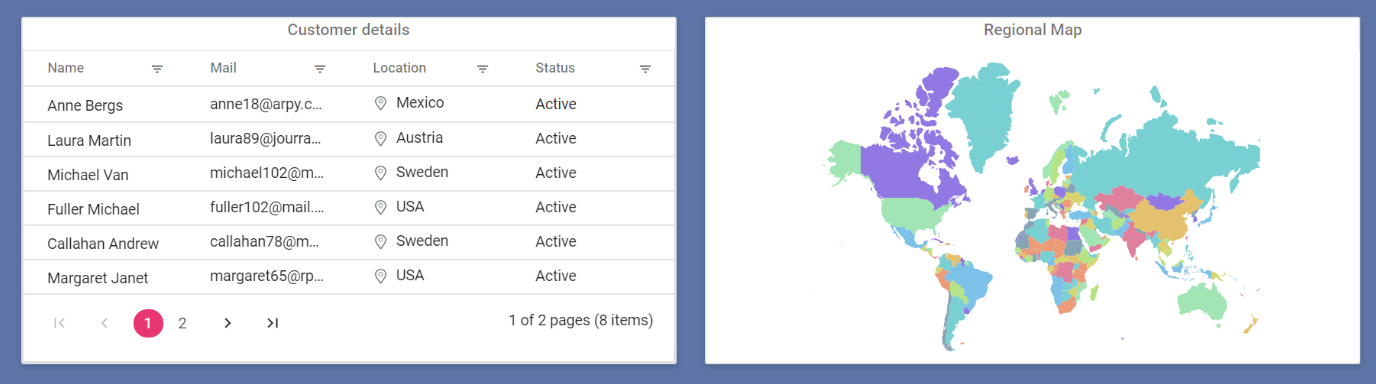 Customer details
Name Mail Location Status
Anne Bergs anne18@arpy.c... Mexico Active
Laura Martin laura89@jourra... Austria Active
Michael Van michael102@m... Sweden Active
Fuller Michael fuller102@mail.... USA Active
Callahan Andrew callahan78@m... Sweden Active
Margaret Janet margaret65@rp... USA Active
1 2 1 of 2 pages (8 items)
Regional Map